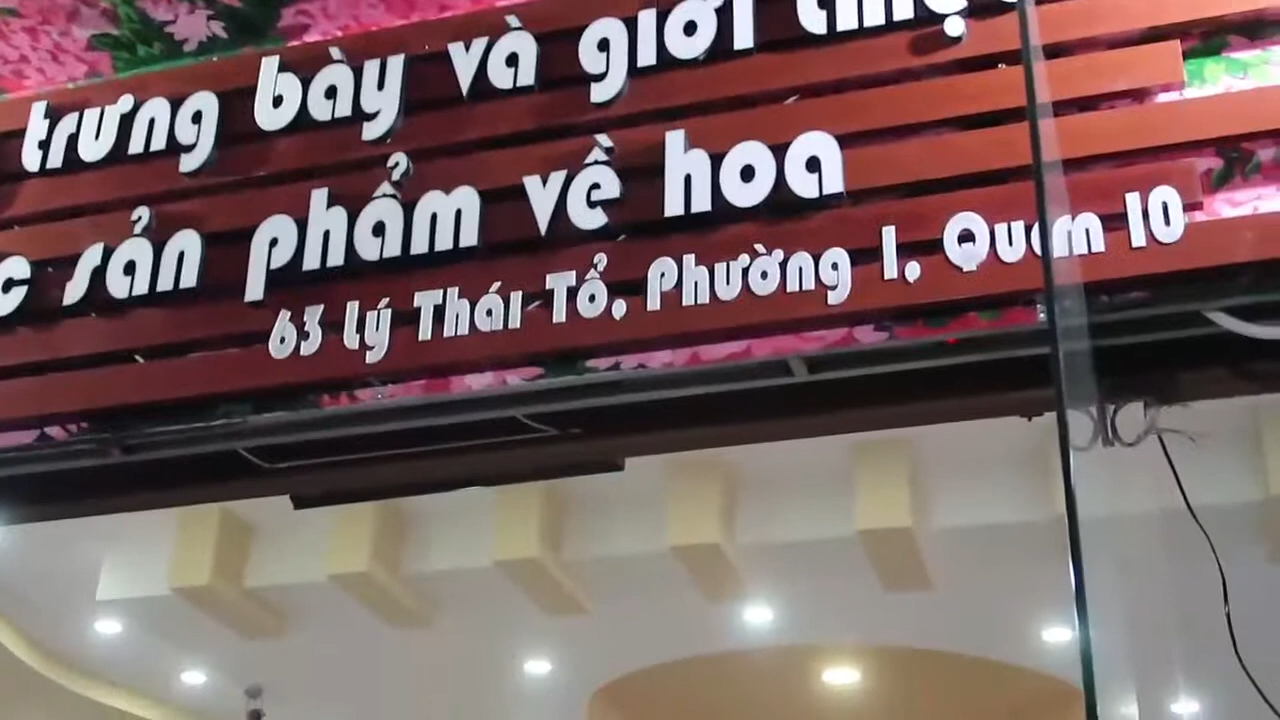 trưng bày và giới
sản phẩm về hoa
63 Lý Thái Tổ, Phường 1, Quận 10